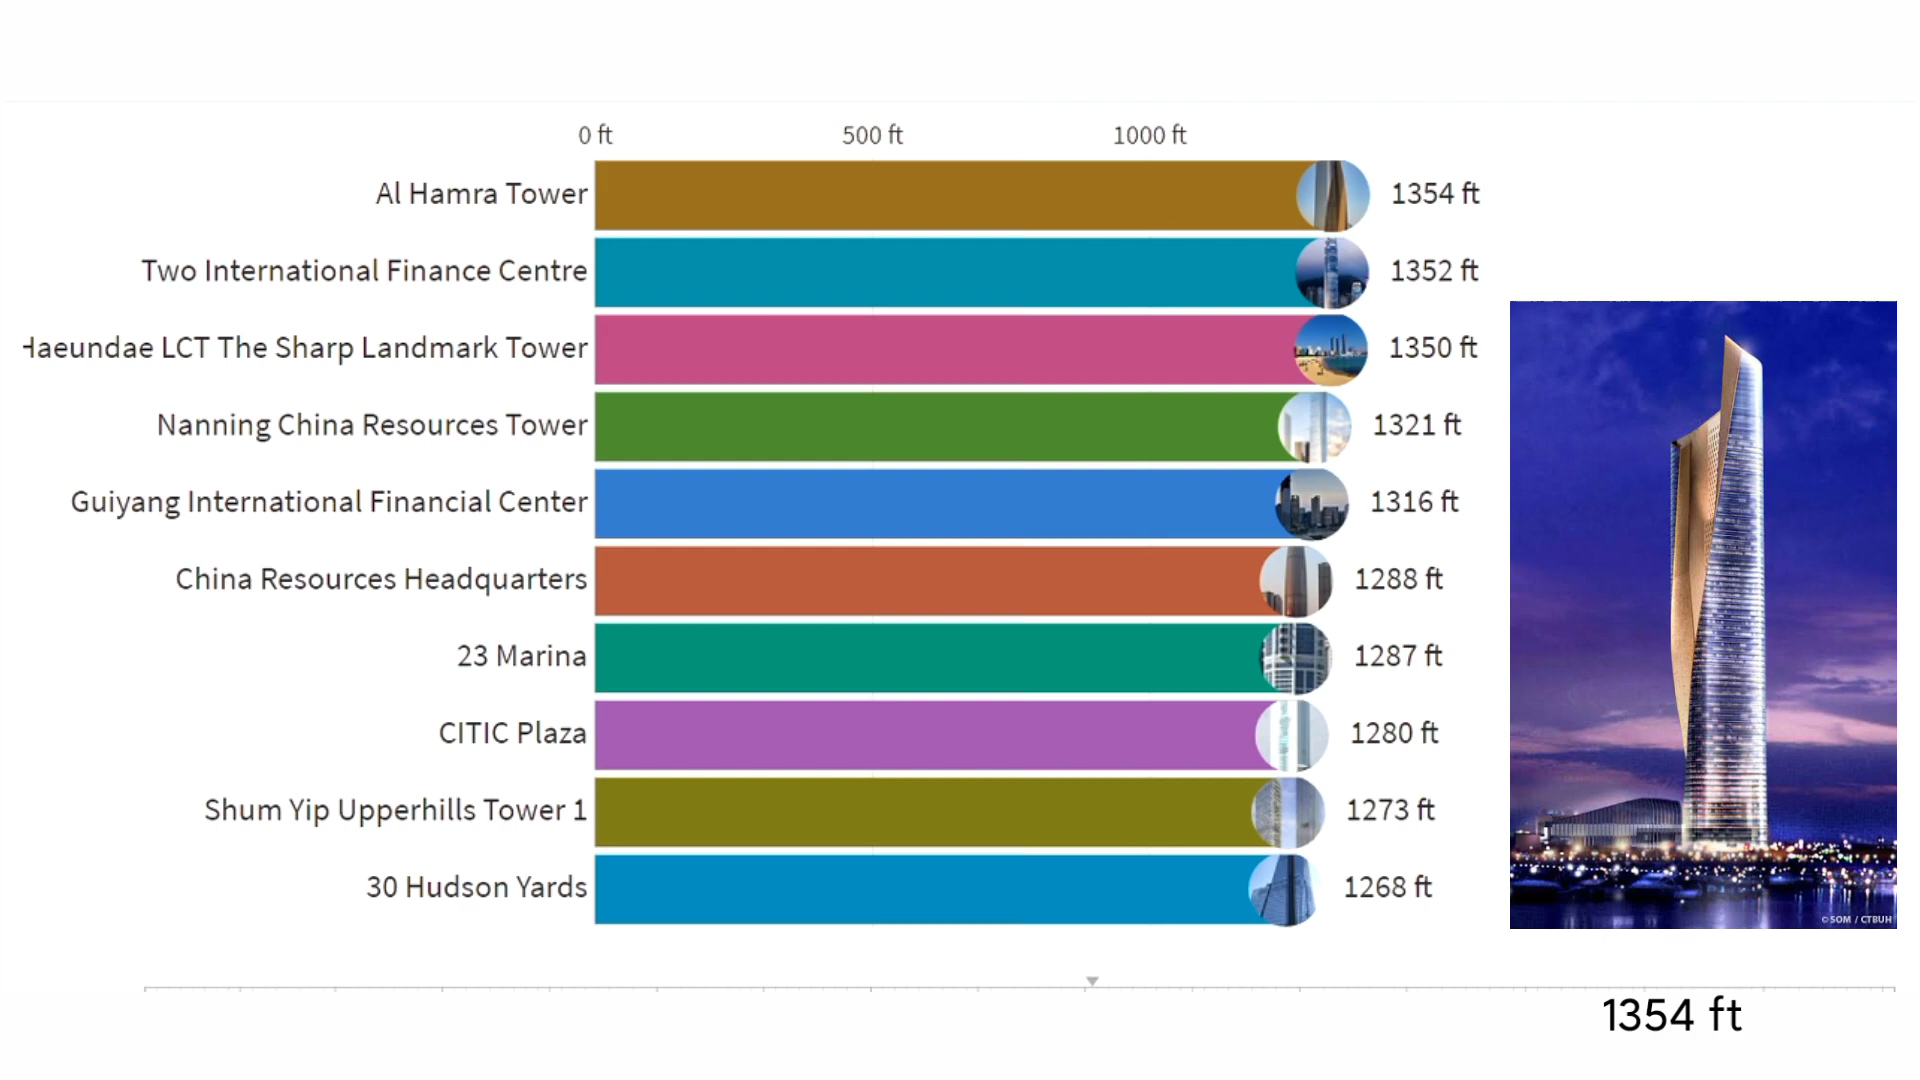 0 ft 500 ft 1000 ft
Al Hamra Tower 1354 ft
Two International Finance Centre 1352 ft
Haeundae LCT The Sharp Landmark Tower 1350 ft
Nanning China Resources Tower 1321 ft
Guiyang International Financial Center 1316 ft
China Resources Headquarters 1288 ft
23 Marina 1287 ft
CITIC Plaza 1280 ft
Shum Yip Upperhills Tower 1 1273 ft
30 Hudson Yards 1268 ft
©SOM / CTBUH
1354 ft